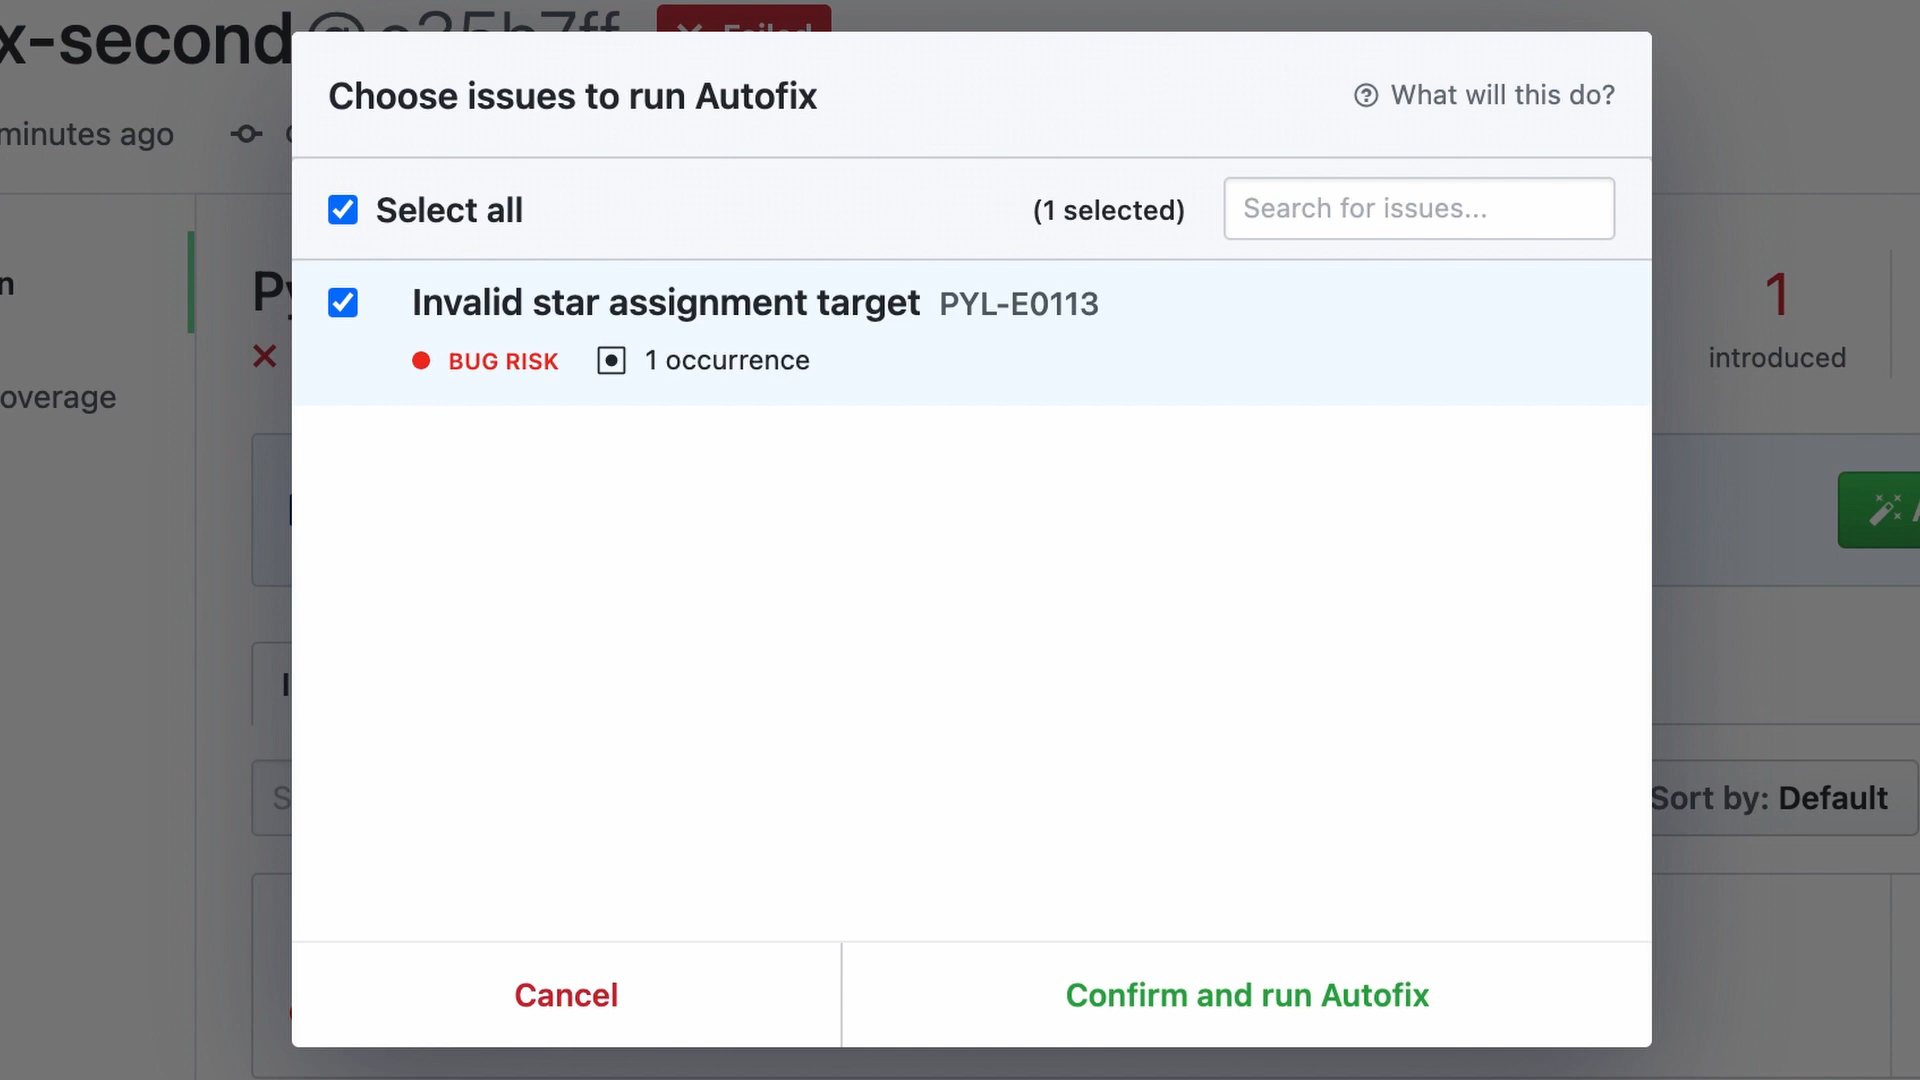 x-second
Choose issues to run Autofix
What will this do?
minutes ago
Select all
(1 selected)
Search for issues...
Invalid star assignment target PYL-E0113
BUG RISK
1 occurrence
1
introduced
overage
Sort by: Default
Cancel
Confirm and run Autofix